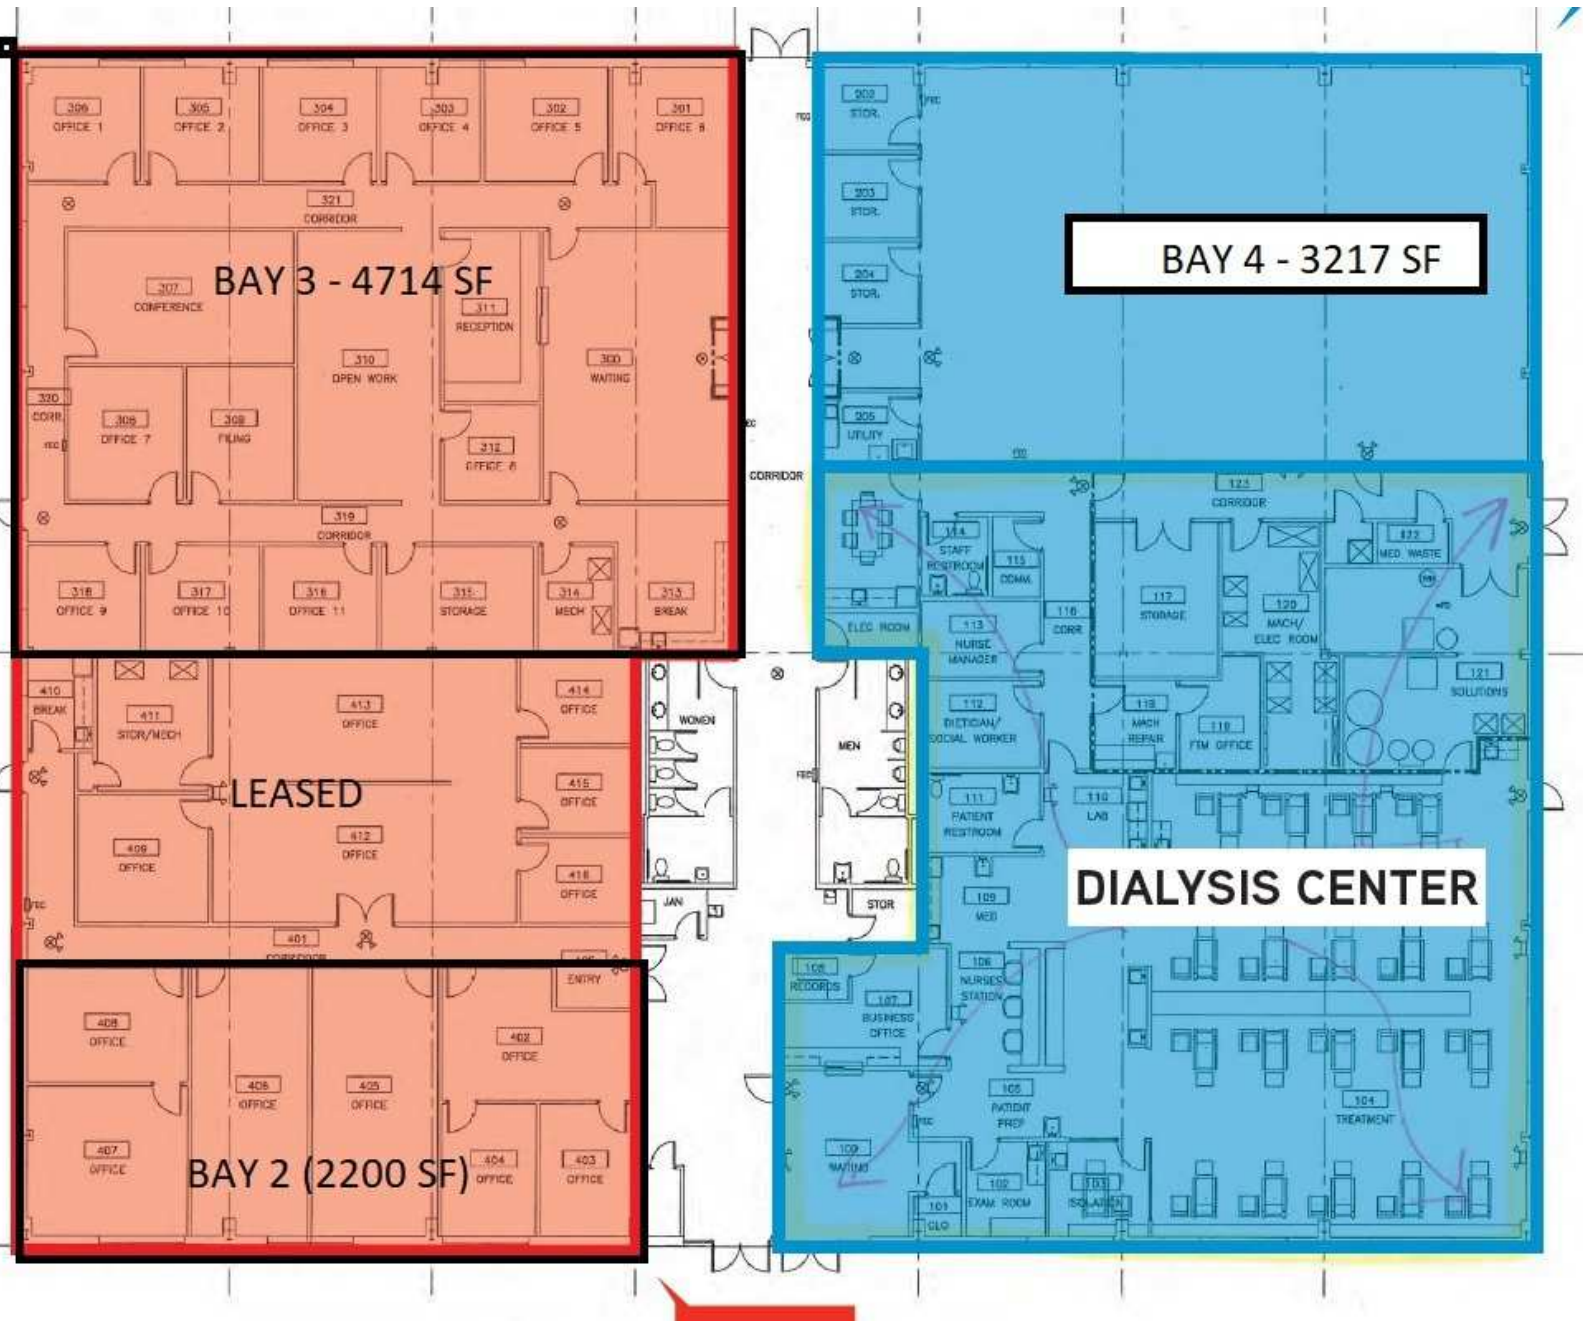 306
OFFICE 1
305
OFFICE 2
304
OFFICE 3
303
OFFICE 4
302
OFFICE 5
301
321
CORRIDOR
BAY 3 - 4714 SF
307
CONFERENCE
311
RECEPTION
310
OPEN WORK
300
WAITING
320
CORR.
FEC
OFFICE 7
309
FILING
312
319
CORRIDOR
318
OFFICE 9
317
OFFICE 10
316
OFFICE 11
315
STORAGE
314
MECH
313
BREAK
CORRIDOR
202
STOR.
FEC
203
STOR.
204
STOR.
205
UTILITY
BAY 4 - 3217 SF
410
BREAK
411
STOR/MECH
413
OFFICE
414
OFFICE
LEASED
415
OFFICE
409
OFFICE
412
OFFICE
416
OFFICE
FEC
401
CORRIDOR
ENTRY
408
OFFICE
406
OFFICE
405
OFFICE
402
OFFICE
407
OFFICE
404
OFFICE
403
OFFICE
BAY 2 (2200 SF)
WOMEN
MEN
FEC
JAN
STOR
ELEC ROOM
114
STAFF
RESTROOM
115
COMM.
113
NURSE
MANAGER
116
CORR.
112
DIETICIAN/
SOCIAL WORKER
117
STORAGE
123
CORRIDOR
122
MED WASTE
120
MACH/
ELEC ROOM
121
SOLUTIONS
118
MACH
REPAIR
119
FTM OFFICE
111
PATIENT
RESTROOM
110
LAB
DIALYSIS CENTER
109
MED
108
RECORDS
107
BUSINESS
OFFICE
106
NURSES
STATION
105
PATIENT
PREP
FEC
104
TREATMENT
100
WAITING
101
CLO
102
EXAM ROOM
103
ISOLATION